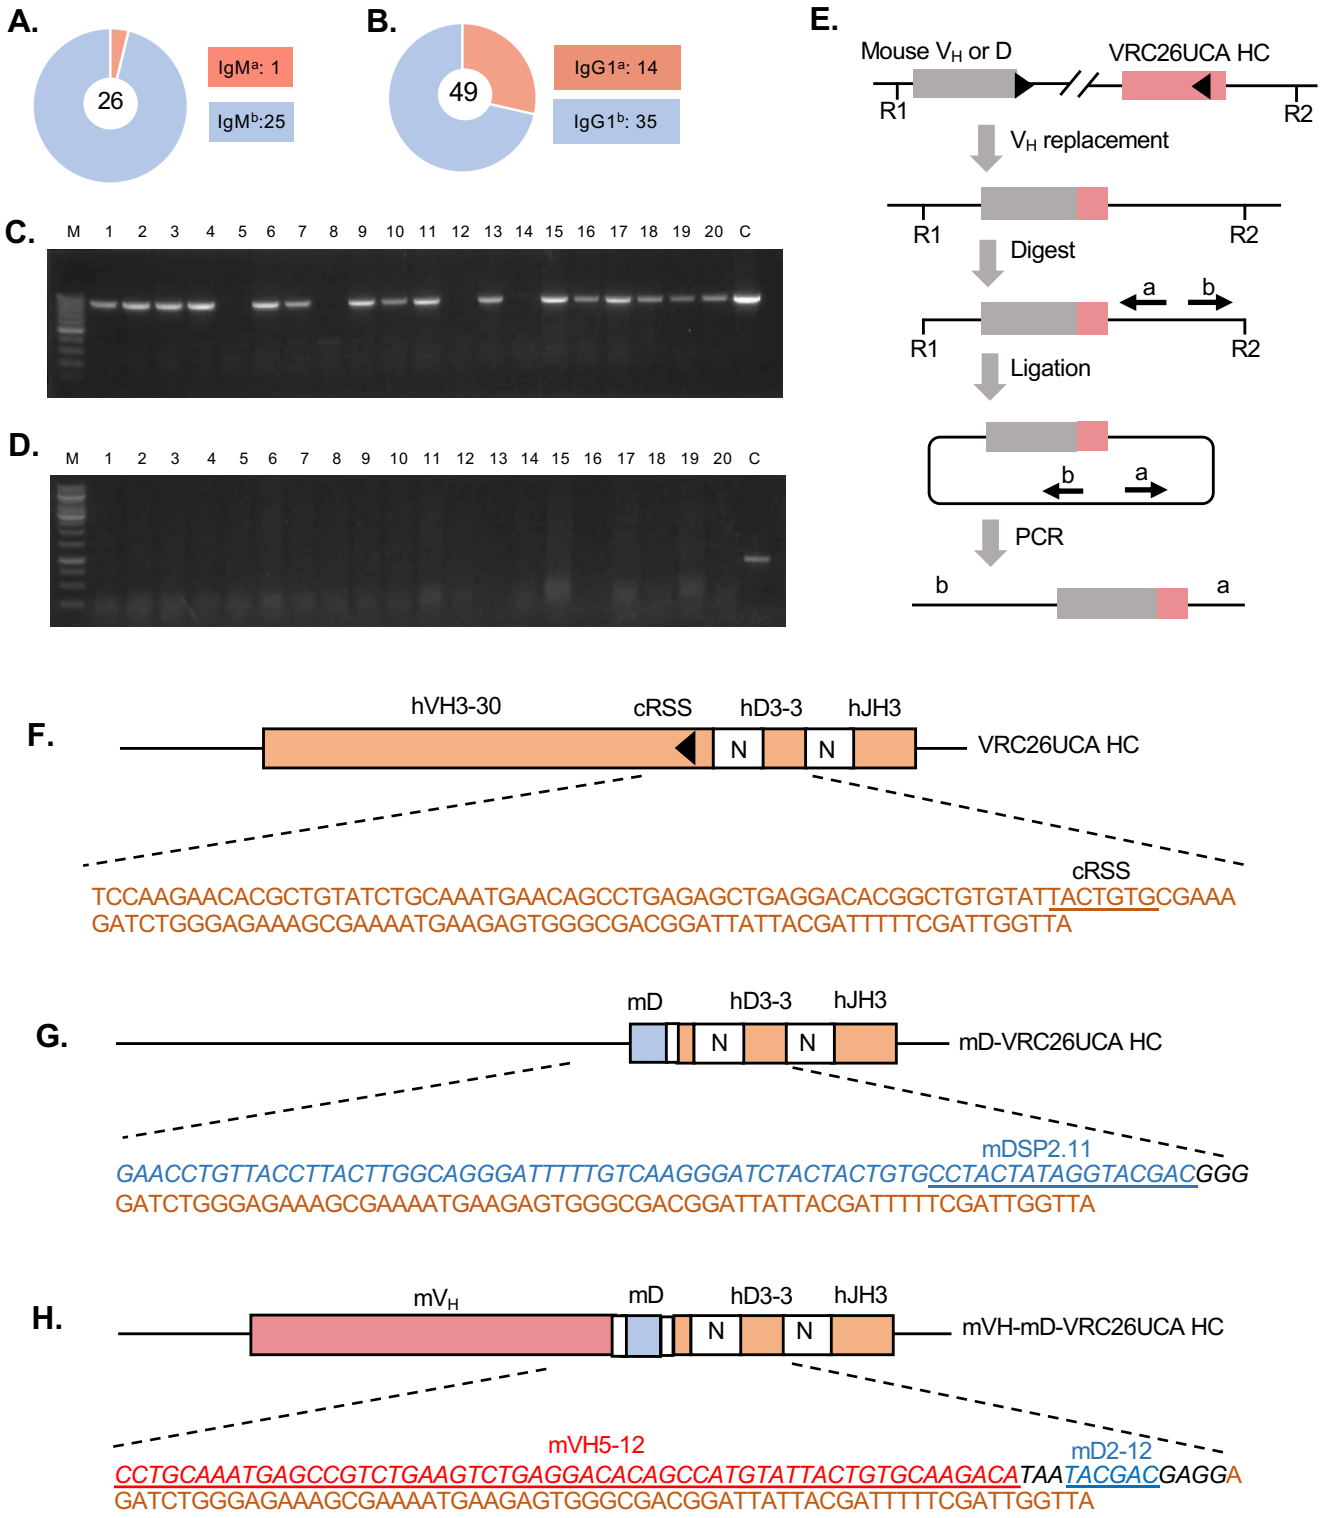 A.
26
IgMᵃ: 1
IgMᵇ:25
B.
49
IgG1ᵃ: 14
IgG1ᵇ: 35
C.
M 1 2 3 4 5 6 7 8 9 10 11 12 13 14 15 16 17 18 19 20 C
D.
M 1 2 3 4 5 6 7 8 9 10 11 12 13 14 15 16 17 18 19 20 C
E.
Mouse VH or D VRC26UCA HC
R1 R2
VH replacement
R1 R2
Digest
a b
R1 R2
Ligation
b a
PCR
b a
F.
hVH3-30 cRSS hD3-3 hJH3
N N
VRC26UCA HC
cRSS
TCCAAGAACACGCTGTATCTGCAAATGAACAGCCTGAGAGCTGAGGACACGGCTGTGTATTACTGTGCGAAA
GATCTGGGAGAAAGCGAAAATGAAGAGTGGGCGACGGATTATTACGATTTTTCGATTGGTTA
G.
mD hD3-3 hJH3
N N
mD-VRC26UCA HC
mDSP2.11
GAACCTGTTACCTTACTTGGCAGGGATTTTTGTCAAGGGATCTACTACTGTGCCTACTATAGGTACGACGGG
GATCTGGGAGAAAGCGAAAATGAAGAGTGGGCGACGGATTATTACGATTTTTCGATTGGTTA
H.
mVH mD hD3-3 hJH3
N N
mVH-mD-VRC26UCA HC
mVH5-12 mD2-12
CCTGCAAATGAGCCGTCTGAAGTCTGAGGACACAGCCATGTATTACTGTGCAAGACATAATACGACGAGGA
GATCTGGGAGAAAGCGAAAATGAAGAGTGGGCGACGGATTATTACGATTTTTCGATTGGTTA